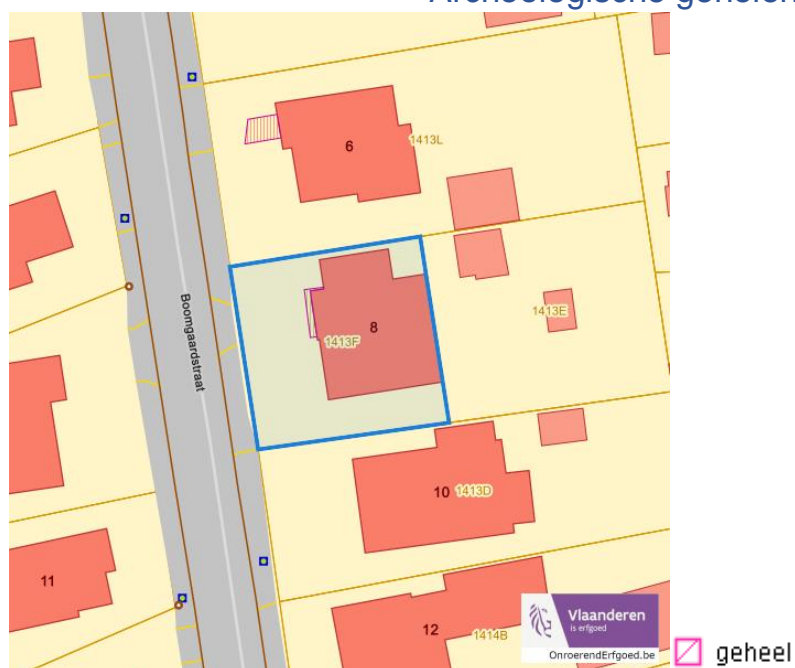 Archeologische gehelen
6
1413L
Boomgaardstraat
8
1413F
1413E
10
1413D
11
12
1414B
Vlaanderen
is erfgoed
OnroerendErfgoed.be
geheel